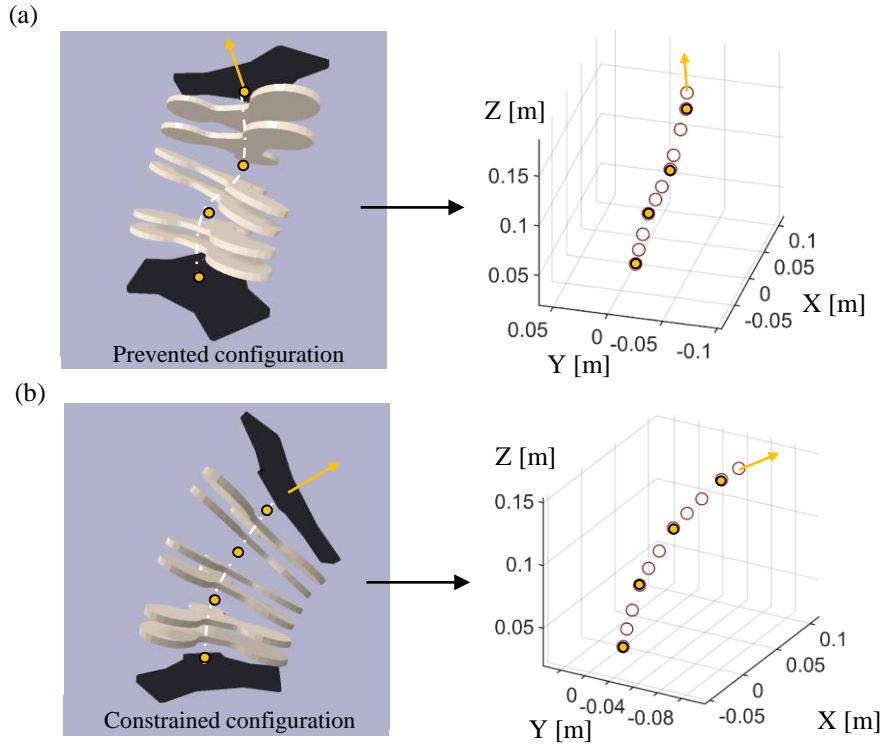 (a)
Prevented configuration
Z [m]
0.15
0.1
0.05
0.05
0
-0.05
-0.1
Y [m]
0.1
0.05
0
-0.05
X [m]
(b)
Constrained configuration
Z [m]
0.15
0.1
0.05
0
-0.04
-0.08
Y [m]
0.1
0.05
0
-0.05
X [m]